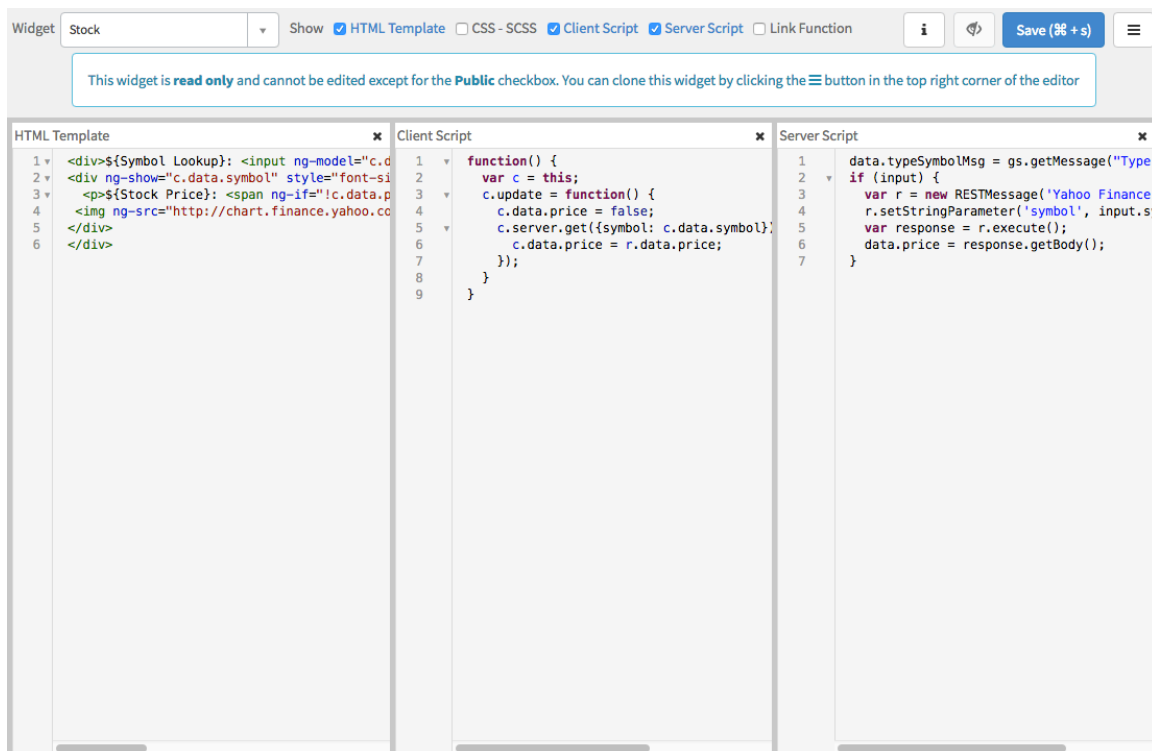 Widget Stock Show HTML Template CSS - SCSS Client Script Server Script Link Function i Save (⌘ + s)
This widget is read only and cannot be edited except for the Public checkbox. You can clone this widget by clicking the ☰ button in the top right corner of the editor
HTML Template
1 <div>${Symbol Lookup}: <input ng-model="c.d
2 <div ng-show="c.data.symbol" style="font-si
3 <p>${Stock Price}: <span ng-if="!c.data.p
4 <img ng-src="http://chart.finance.yahoo.co
5 </div>
6 </div>
Client Script
1 function() {
2 var c = this;
3 c.update = function() {
4 c.data.price = false;
5 c.server.get({symbol: c.data.symbol})
6 c.data.price = r.data.price;
7 });
8 }
9 }
Server Script
1 data.typeSymbolMsg = gs.getMessage("Type
2 if (input) {
3 var r = new RESTMessage('Yahoo Finance
4 r.setStringParameter('symbol', input.sy
5 var response = r.execute();
6 data.price = response.getBody();
7 }